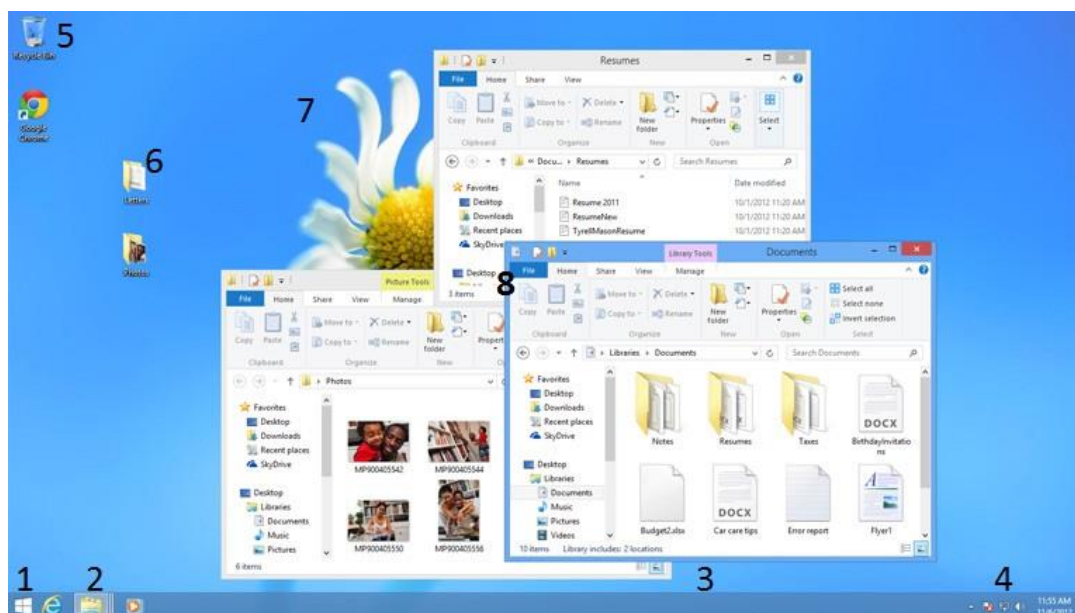 5
Recycle Bin
Google
Chrome
7
6
Letters
Photos
Resumes
File Home Share View
Copy Paste
Move to
Copy to
Delete
Rename
New
folder
Properties
Select
Clipboard Organize New Open
Docu... Resumes
Search Resumes
Name Date modified
Favorites
Desktop
Downloads
Recent places
SkyDrive
Desktop
Resume 2011 10/1/2012 11:20 AM
ResumeNew 10/1/2012 11:20 AM
TyrellMasonResume 10/1/2012 11:20 AM
3 items
8
Library Tools Documents
File Home Share View Manage
Copy Paste
Move to
Copy to
Delete
Rename
New
folder
Properties
Select all
Select none
Invert selection
Clipboard Organize New Open Select
Libraries Documents
Search Documents
Favorites
Desktop
Downloads
Recent places
SkyDrive
Desktop
Libraries
Documents
Music
Pictures
Videos
Notes Resumes Taxes
DOCX
BirthdayInvitatio
ns
Budget2.xlsx
DOCX
Car care tips
Error report
Flyer1
10 items Library includes: 2 locations
Picture Tools
File Home Share View Manage
Copy Paste
Move to
Copy to
Delete
Rename
New
folder
Propert
Clipboard Organize New
Photos
Favorites
Desktop
Downloads
Recent places
SkyDrive
Desktop
Libraries
Documents
Music
Pictures
MP900405542 MP900405544
MP900405550 MP900405556
6 items
1 2 3 4
11:55 AM